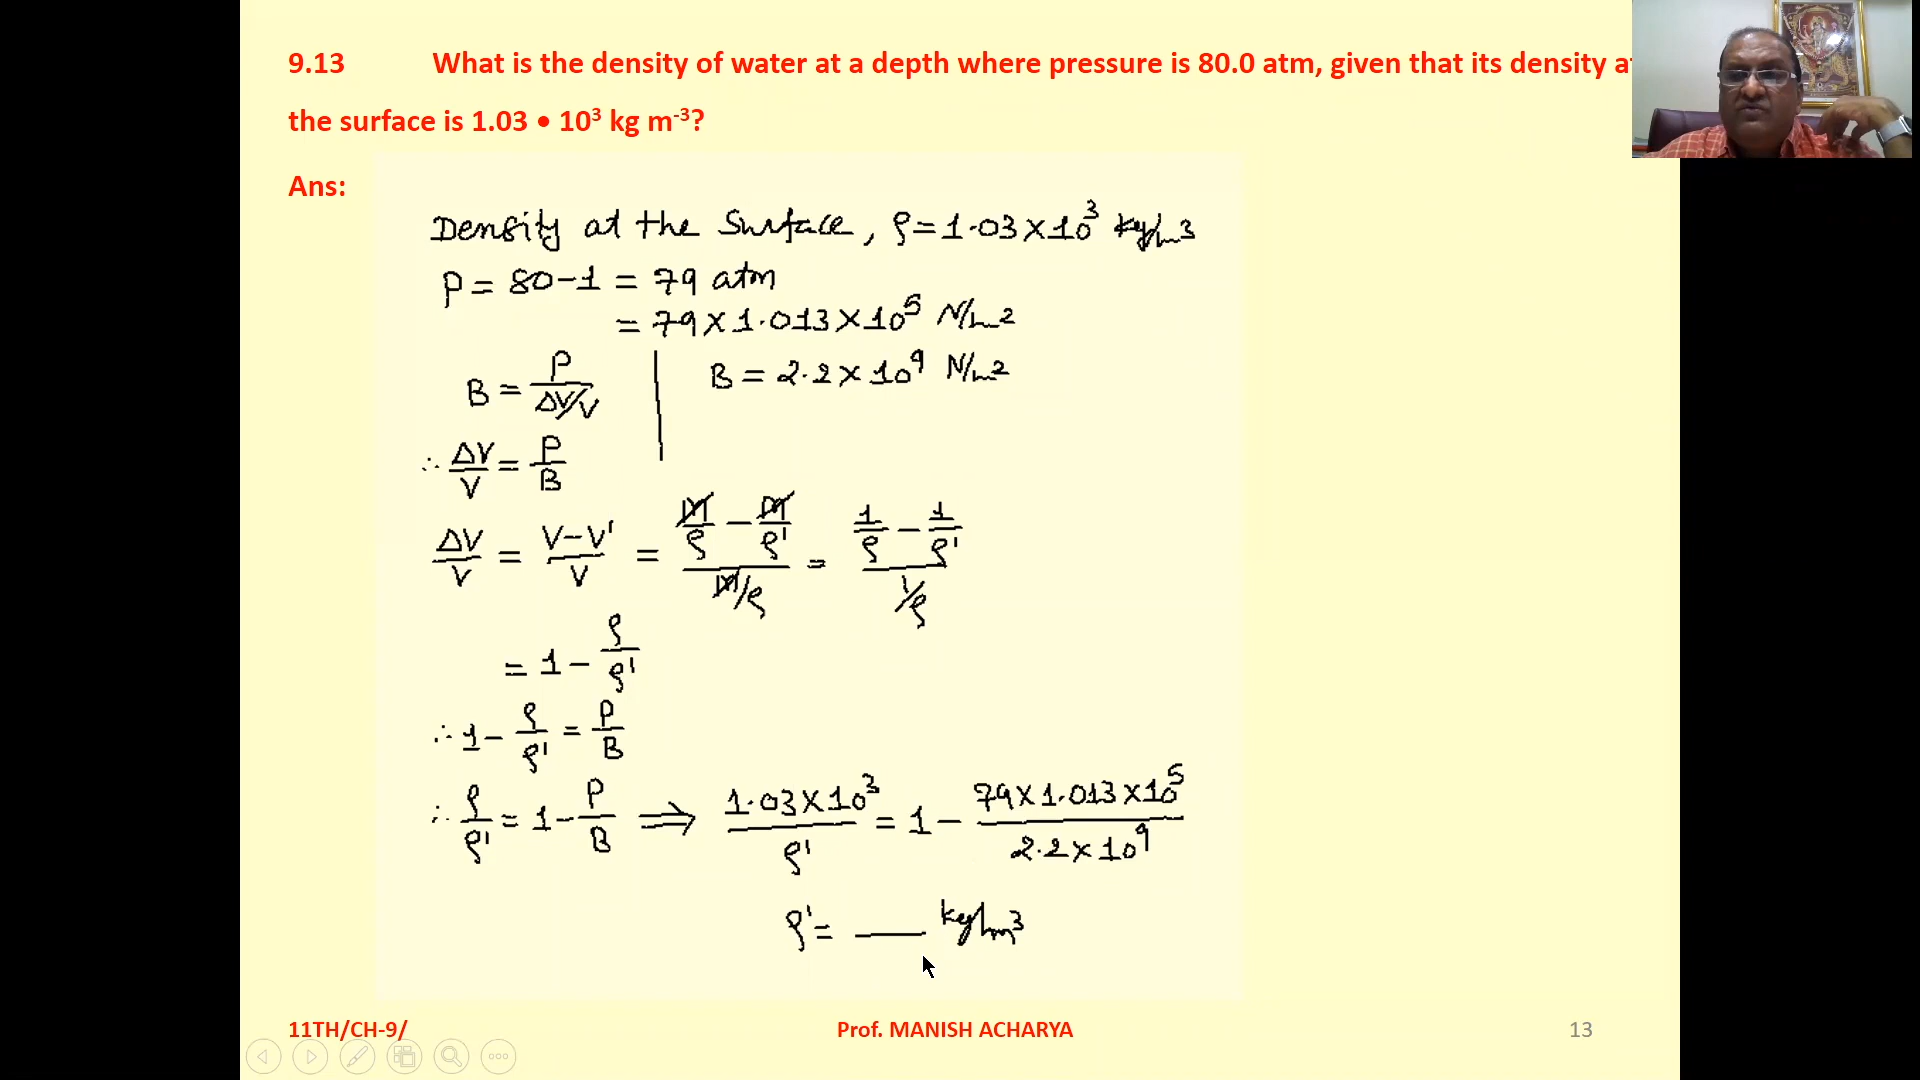 9.13 What is the density of water at a depth where pressure is 80.0 atm, given that its density at
the surface is 1.03 • 10³ kg m⁻³?
Ans:
Density at the Surface, ρ = 1.03 × 10³ kg/m³
P = 80 − 1 = 79 atm
= 79 × 1.013 × 10⁵ N/m²
B = P / (ΔV/V) | B = 2.2 × 10⁹ N/m²
∴ ΔV/V = P/B
ΔV/V = (V − V')/V = (M/ρ − M/ρ')/(M/ρ) = (1/ρ − 1/ρ')/(1/ρ)
= 1 − ρ/ρ'
∴ 1 − ρ/ρ' = P/B
∴ ρ/ρ' = 1 − P/B ⟹ (1.03 × 10³)/ρ' = 1 − (79 × 1.013 × 10⁵)/(2.2 × 10⁹)
ρ' = ___ kg/m³
11TH/CH-9/ Prof. MANISH ACHARYA 13